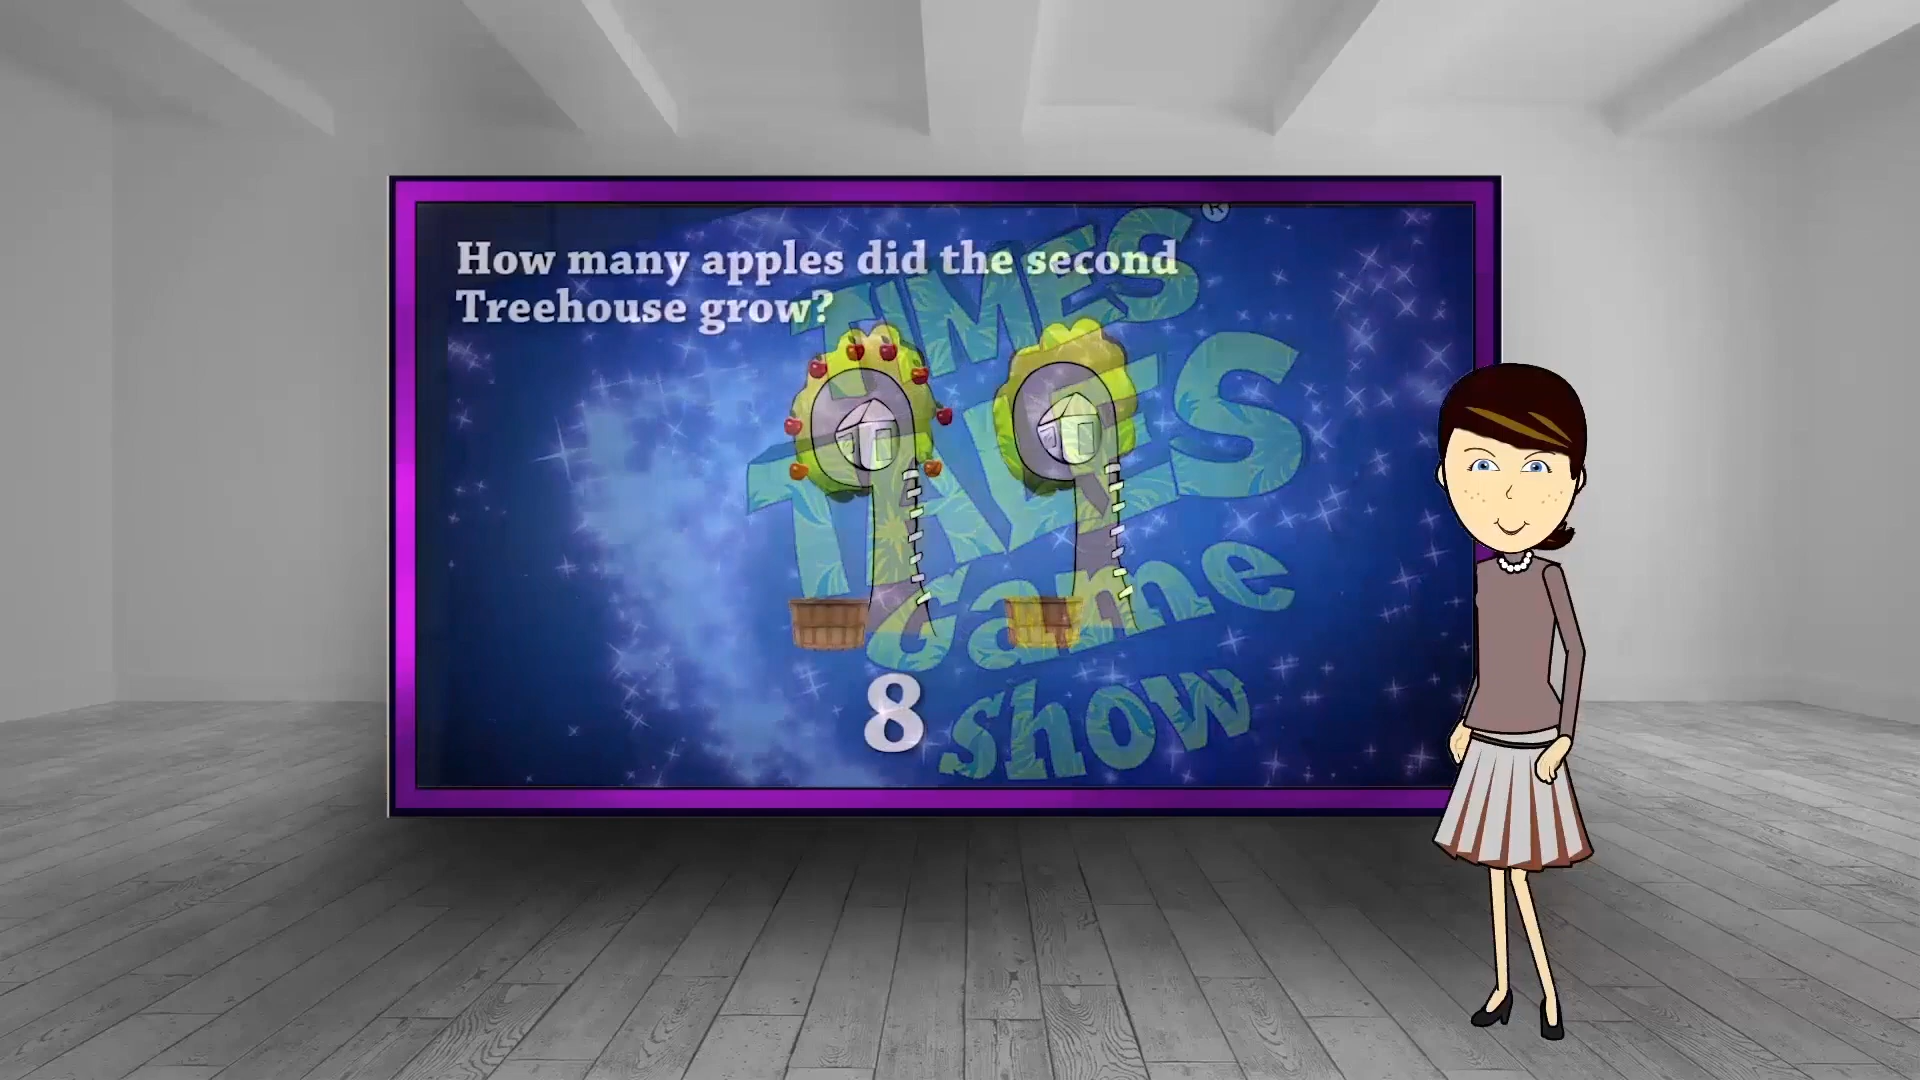 How many apples did the second
Treehouse grow?
TIMES
TALES
®
Game
Show
8